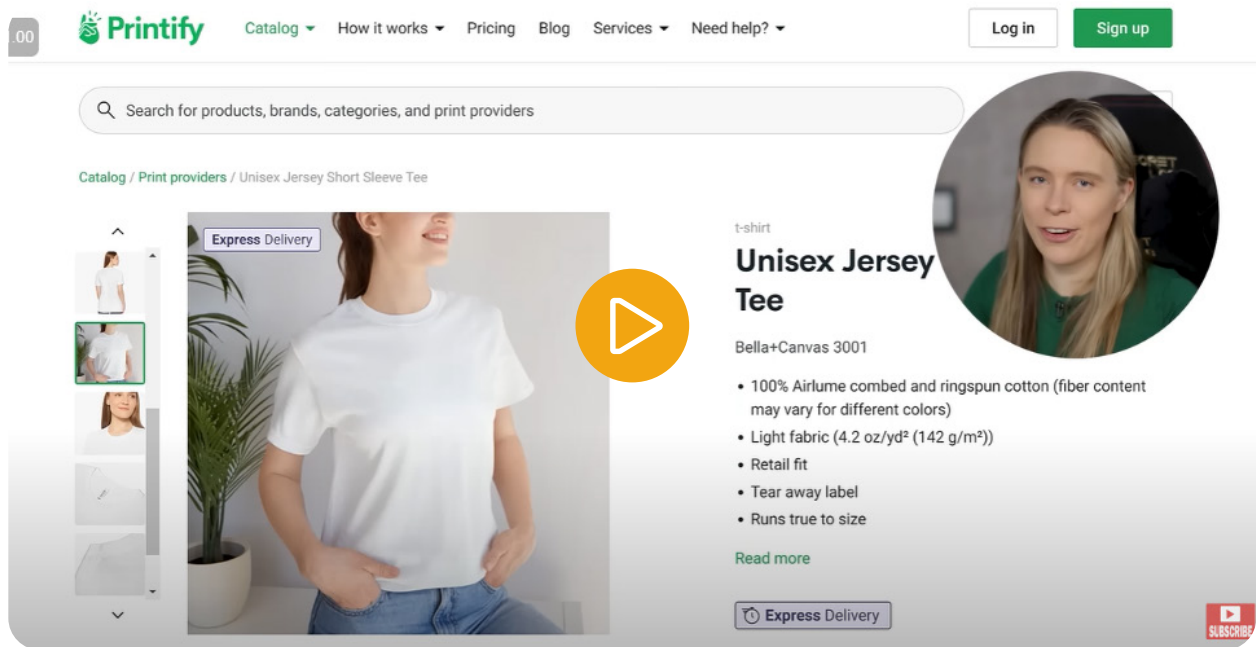 .00
Printify
Catalog
How it works
Pricing
Blog
Services
Need help?
Log in
Sign up
Search for products, brands, categories, and print providers
Catalog / Print providers / Unisex Jersey Short Sleeve Tee
Express Delivery
t-shirt
Unisex Jersey
Tee
Bella+Canvas 3001
• 100% Airlume combed and ringspun cotton (fiber content
may vary for different colors)
• Light fabric (4.2 oz/yd² (142 g/m²))
• Retail fit
• Tear away label
• Runs true to size
Read more
Express Delivery
SUBSCRIBE